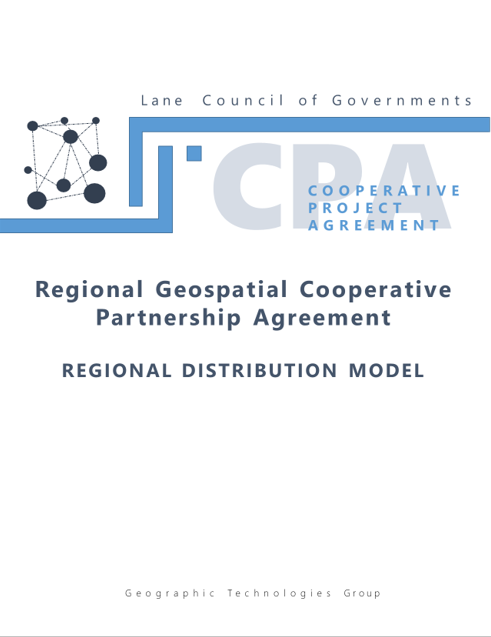 Lane Council of Governments
CPA
COOPERATIVE
PROJECT
AGREEMENT
Regional Geospatial Cooperative
Partnership Agreement
REGIONAL DISTRIBUTION MODEL
Geographic Technologies Group